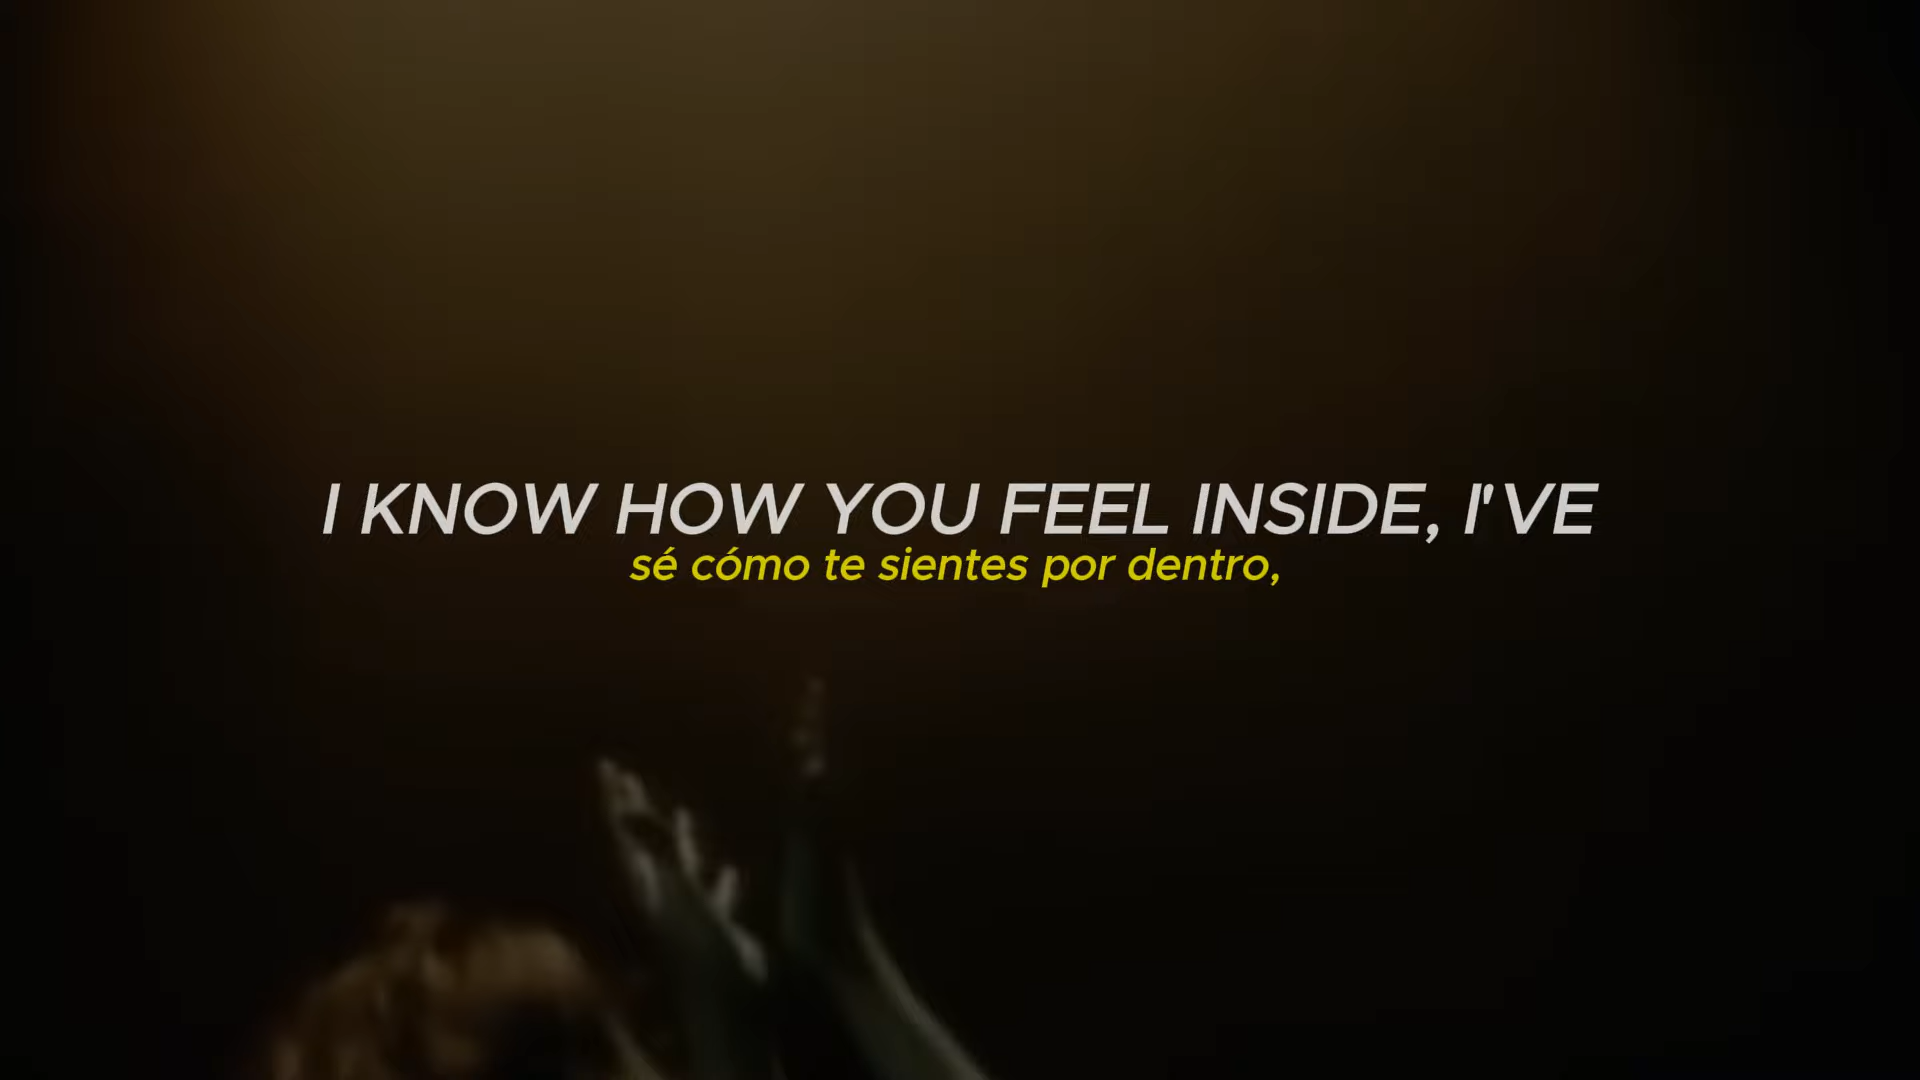 I KNOW HOW YOU FEEL INSIDE, I'VE
sé cómo te sientes por dentro,